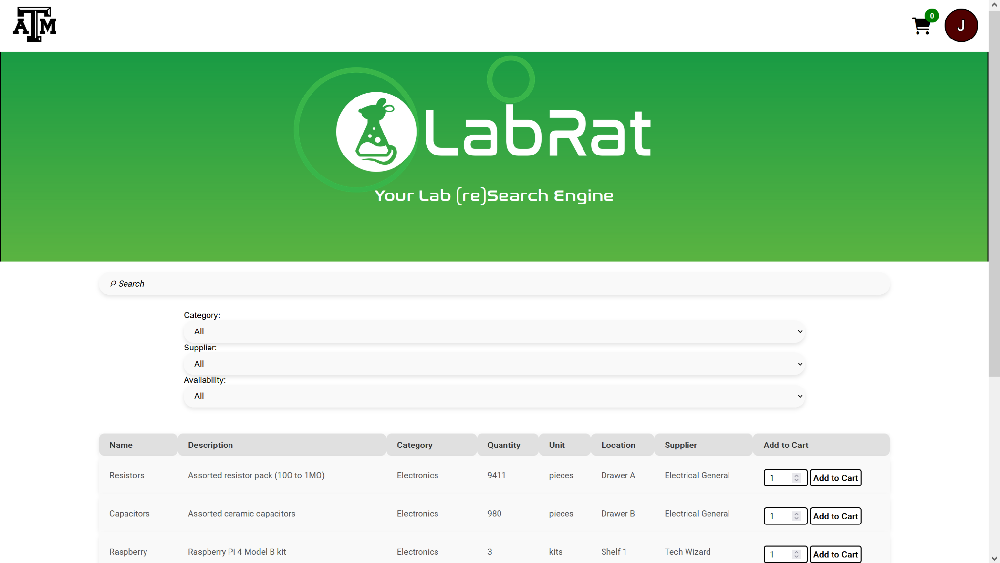 ATM
0
J
LabRat
Your Lab (re)Search Engine
Search
Category:
All
Supplier:
All
Availability:
All
Name Description Category Quantity Unit Location Supplier Add to Cart
Resistors Assorted resistor pack (10Ω to 1MΩ) Electronics 9411 pieces Drawer A Electrical General 1 Add to Cart
Capacitors Assorted ceramic capacitors Electronics 980 pieces Drawer B Electrical General 1 Add to Cart
Raspberry Raspberry Pi 4 Model B kit Electronics 3 kits Shelf 1 Tech Wizard 1 Add to Cart